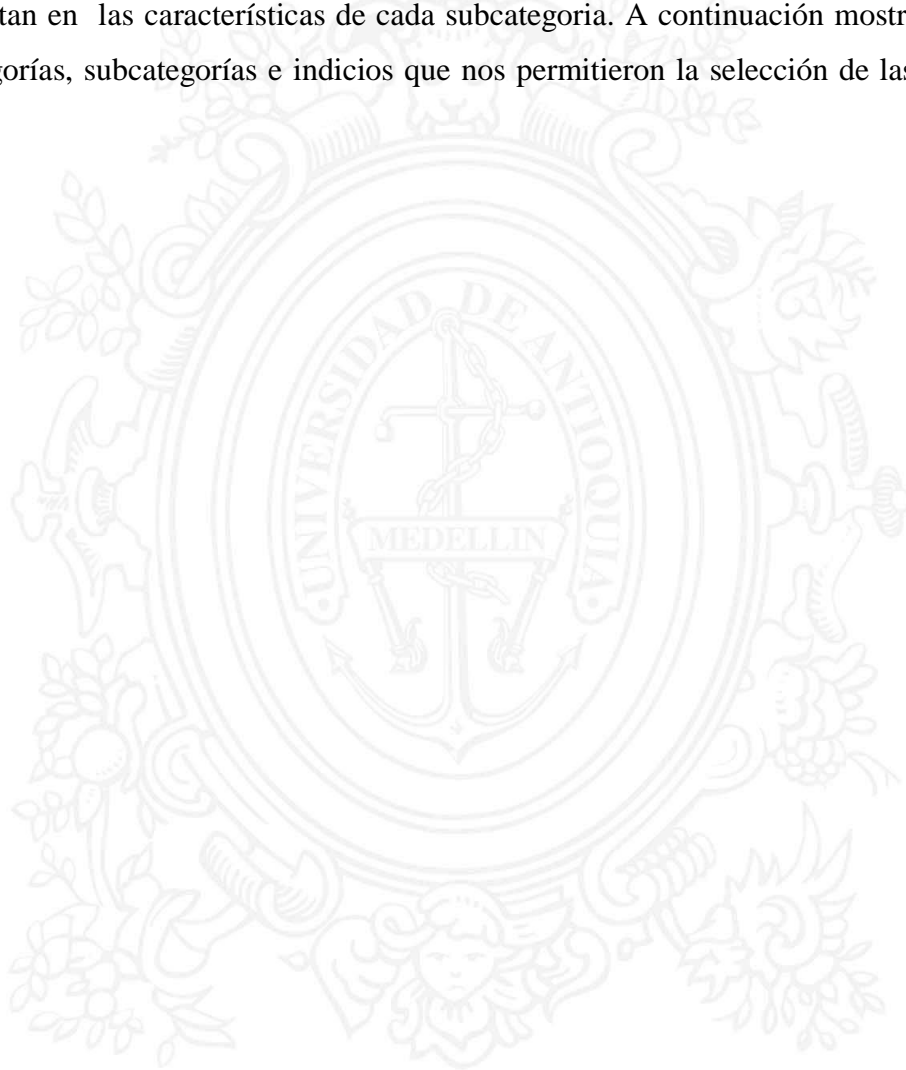 tan en las características de cada subcategoria. A continuación mostr
gorías, subcategorías e indicios que nos permitieron la selección de las
UNIVERSIDAD DE ANTIOQUIA
MEDELLIN